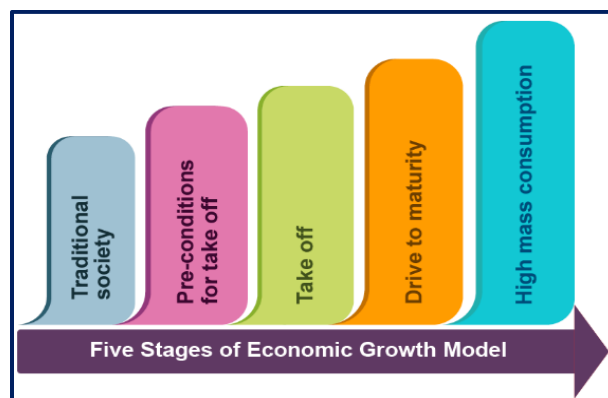 Traditional
society
Pre-conditions
for take off
Take off
Drive to maturity
High mass consumption
Five Stages of Economic Growth Model